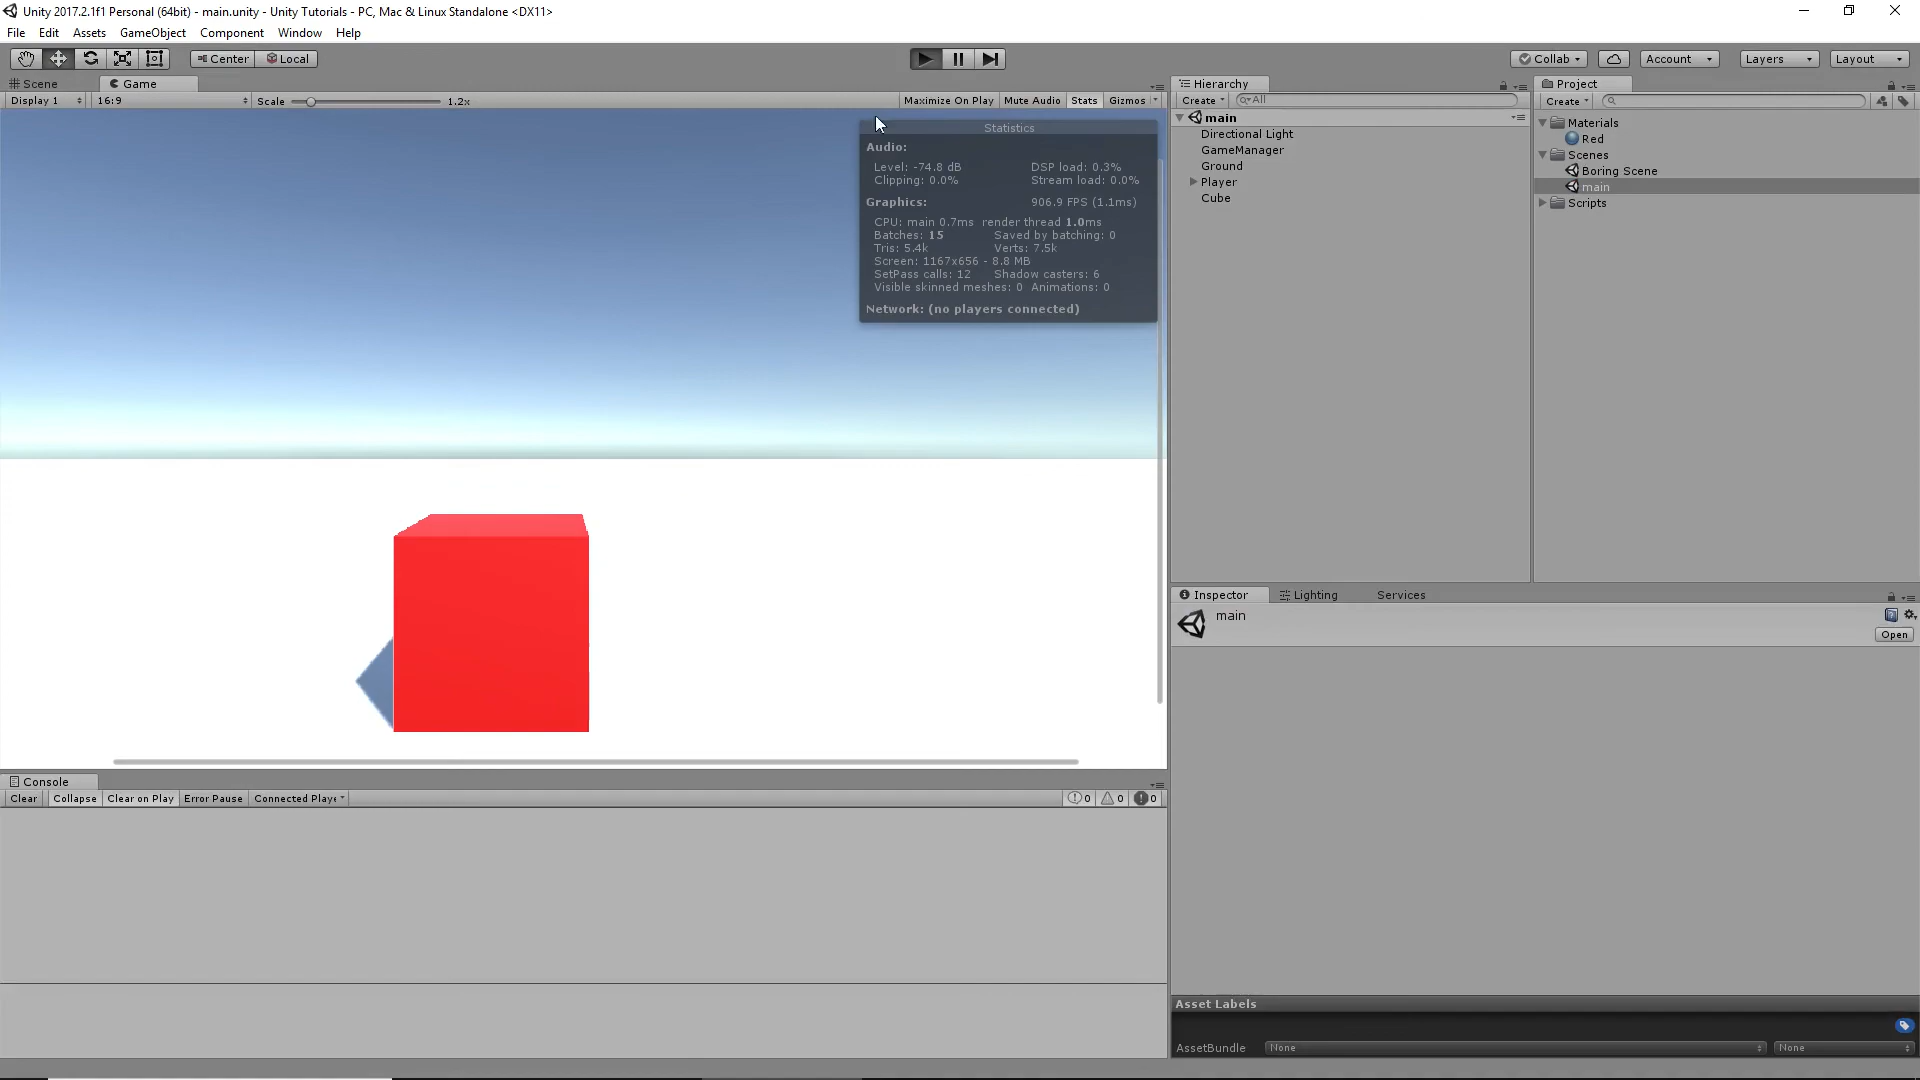 Unity 2017.2.1f1 Personal (64bit) - main.unity - Unity Tutorials - PC, Mac & Linux Standalone <DX11>
File Edit Assets GameObject Component Window Help
Center Local Collab Account Layers Layout
Scene Game
Display 1 16:9 Scale 1.2x Maximize On Play Mute Audio Stats Gizmos
Statistics
Audio:
Level: -74.8 dB DSP load: 0.3%
Clipping: 0.0% Stream load: 0.0%
Graphics: 906.9 FPS (1.1ms)
CPU: main 0.7ms render thread 1.0ms
Batches: 15 Saved by batching: 0
Tris: 5.4k Verts: 7.5k
Screen: 1167x656 - 8.8 MB
SetPass calls: 12 Shadow casters: 6
Visible skinned meshes: 0 Animations: 0
Network: (no players connected)
Hierarchy
Create All
main
Directional Light
GameManager
Ground
Player
Cube
Project
Create
Materials
Red
Scenes
Boring Scene
main
Scripts
Inspector Lighting Services
main
Open
Console
Clear Collapse Clear on Play Error Pause Connected Playe 0 0 0
Asset Labels
AssetBundle None None